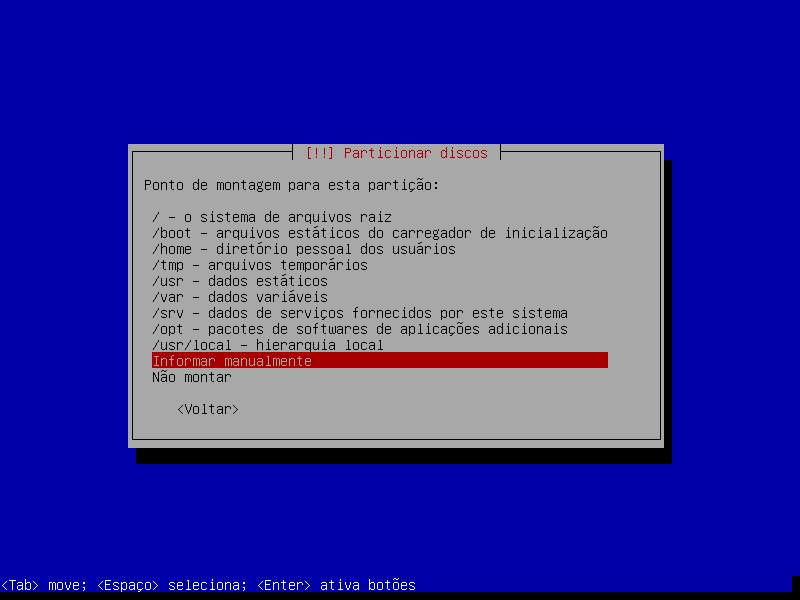 [!!] Particionar discos
Ponto de montagem para esta partição:
/ – o sistema de arquivos raiz
/boot – arquivos estáticos do carregador de inicialização
/home – diretório pessoal dos usuários
/tmp – arquivos temporários
/usr – dados estáticos
/var – dados variáveis
/srv – dados de serviços fornecidos por este sistema
/opt – pacotes de softwares de aplicações adicionais
/usr/local – hierarquia local
Informar manualmente
Não montar
<Voltar>
<Tab> move; <Espaço> seleciona; <Enter> ativa botões